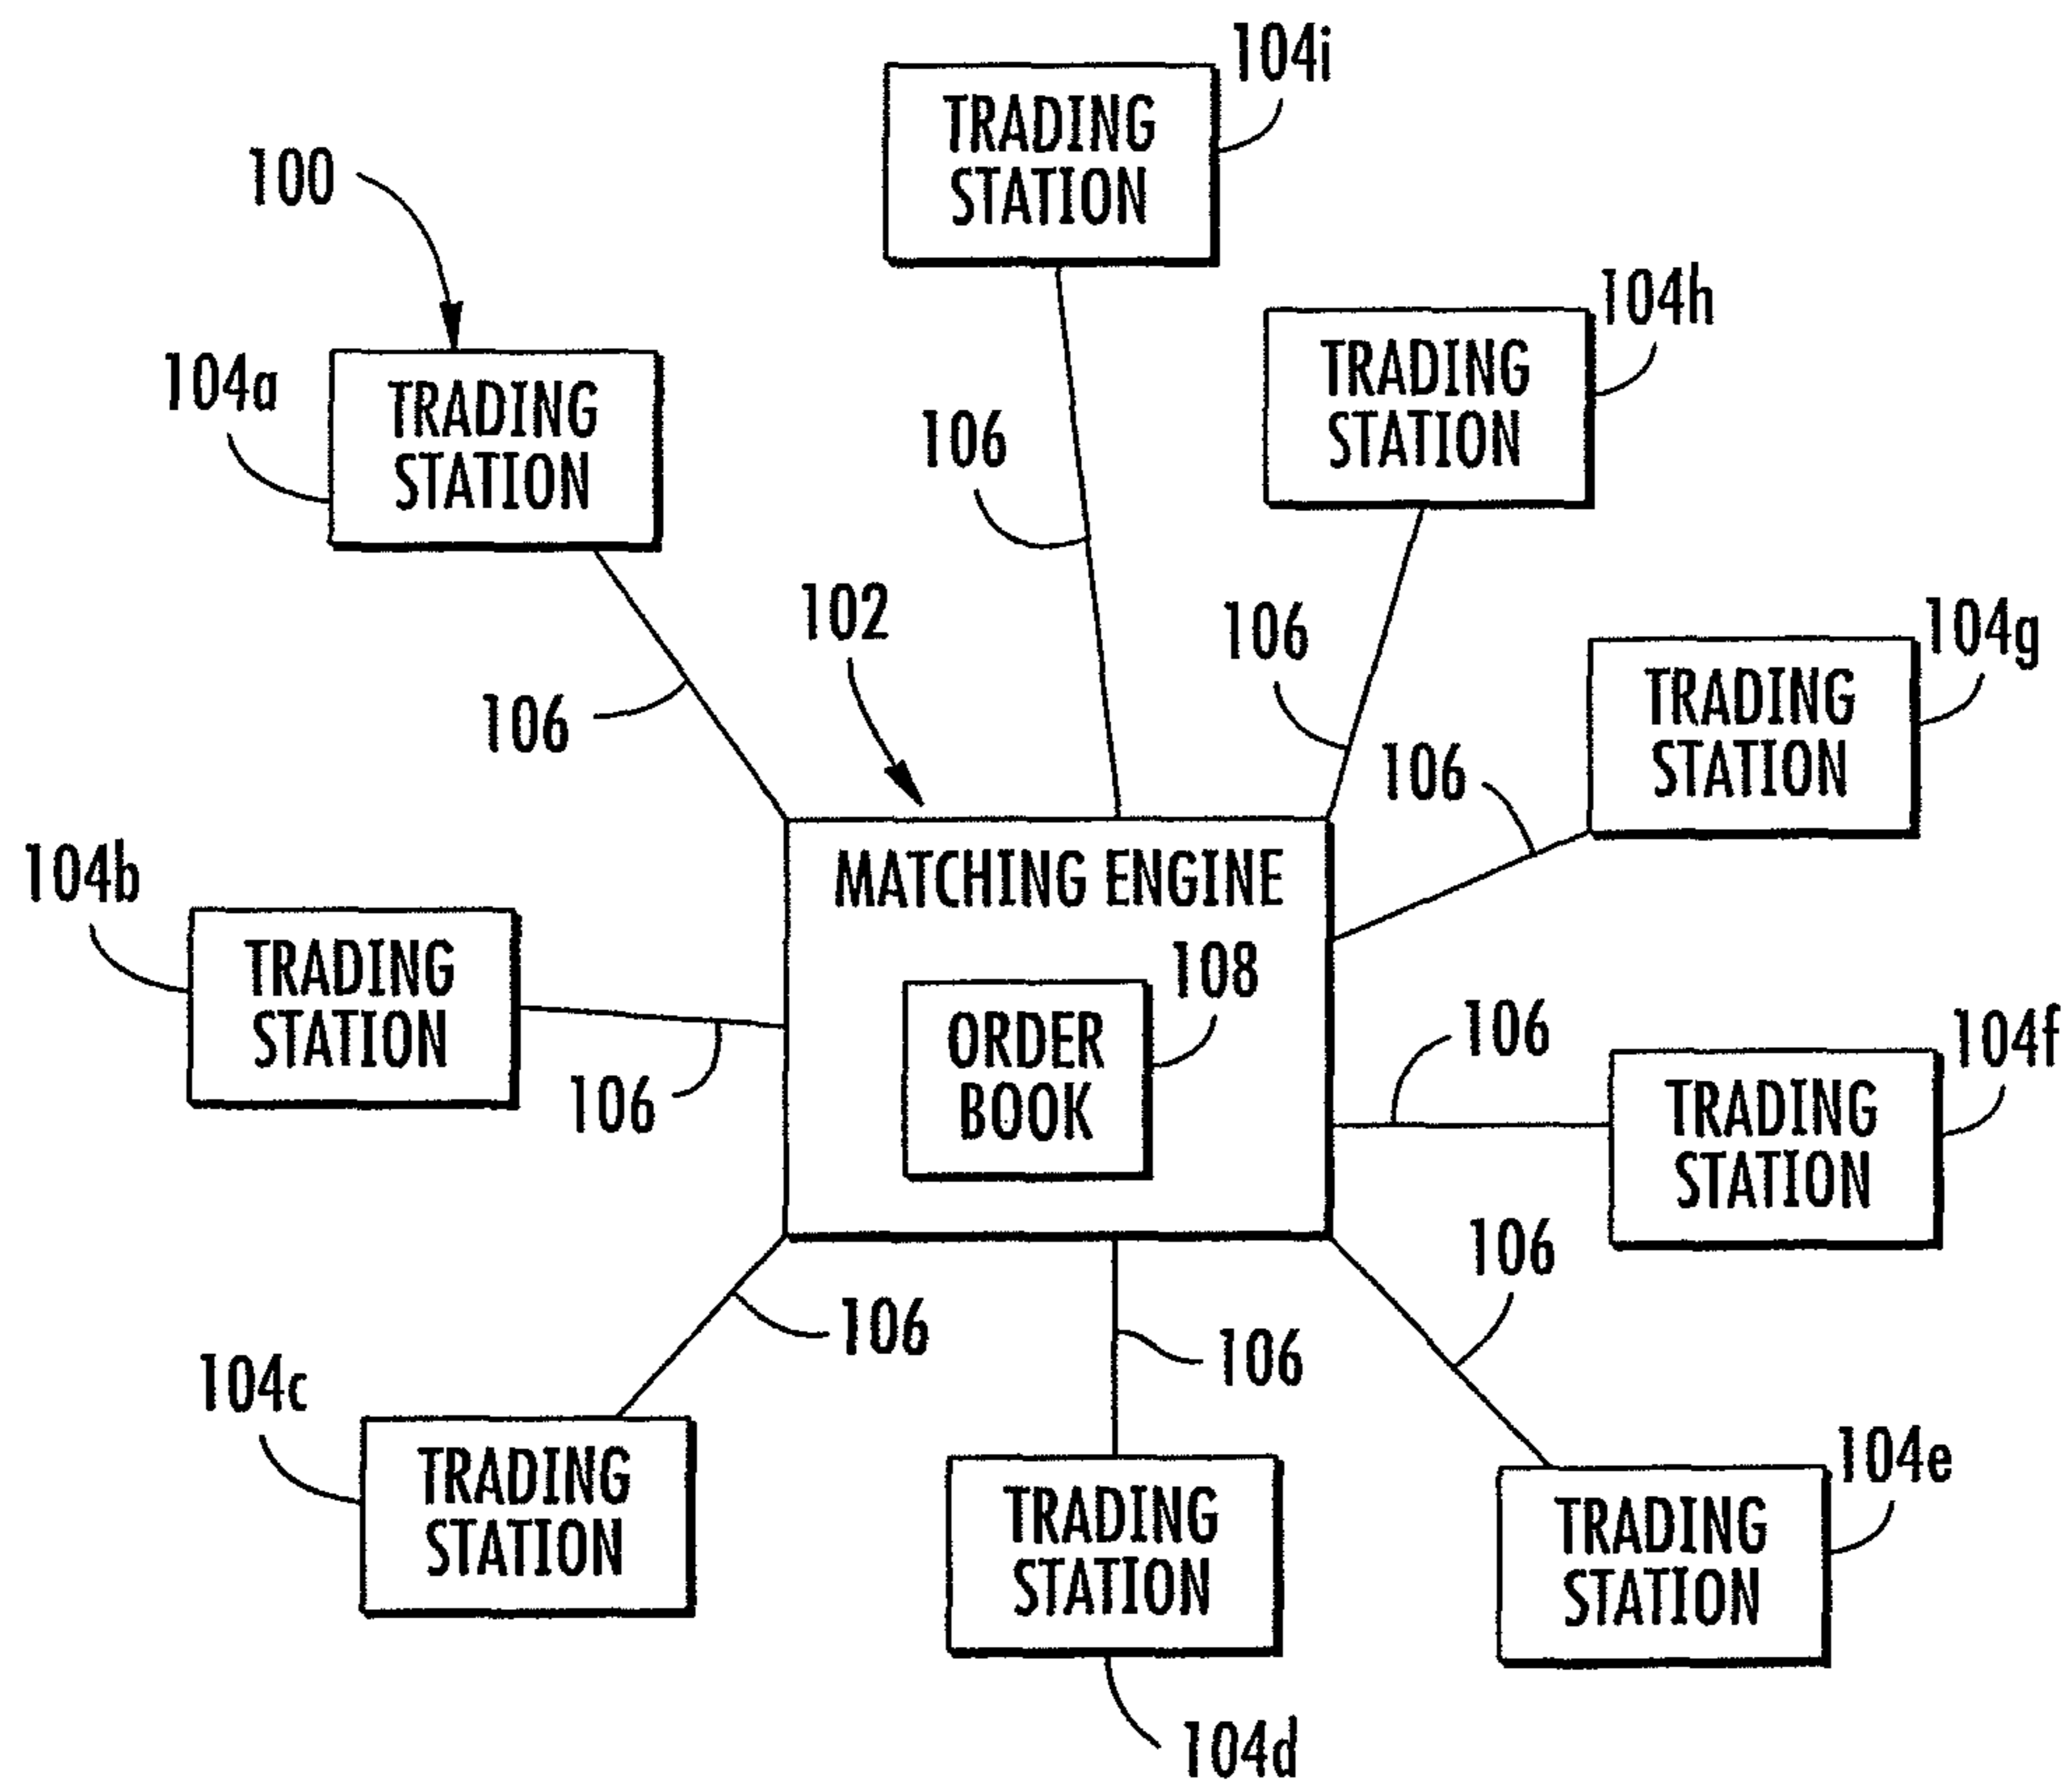 104i
TRADING
STATION
100
104h
TRADING
STATION
104a
TRADING
STATION
106
102
106
104g
TRADING
STATION
106
106
104b
TRADING
STATION
MATCHING ENGINE
108
ORDER
BOOK
106
106
104f
TRADING
STATION
106
106
106
104c
TRADING
STATION
TRADING
STATION
104e
TRADING
STATION
104d